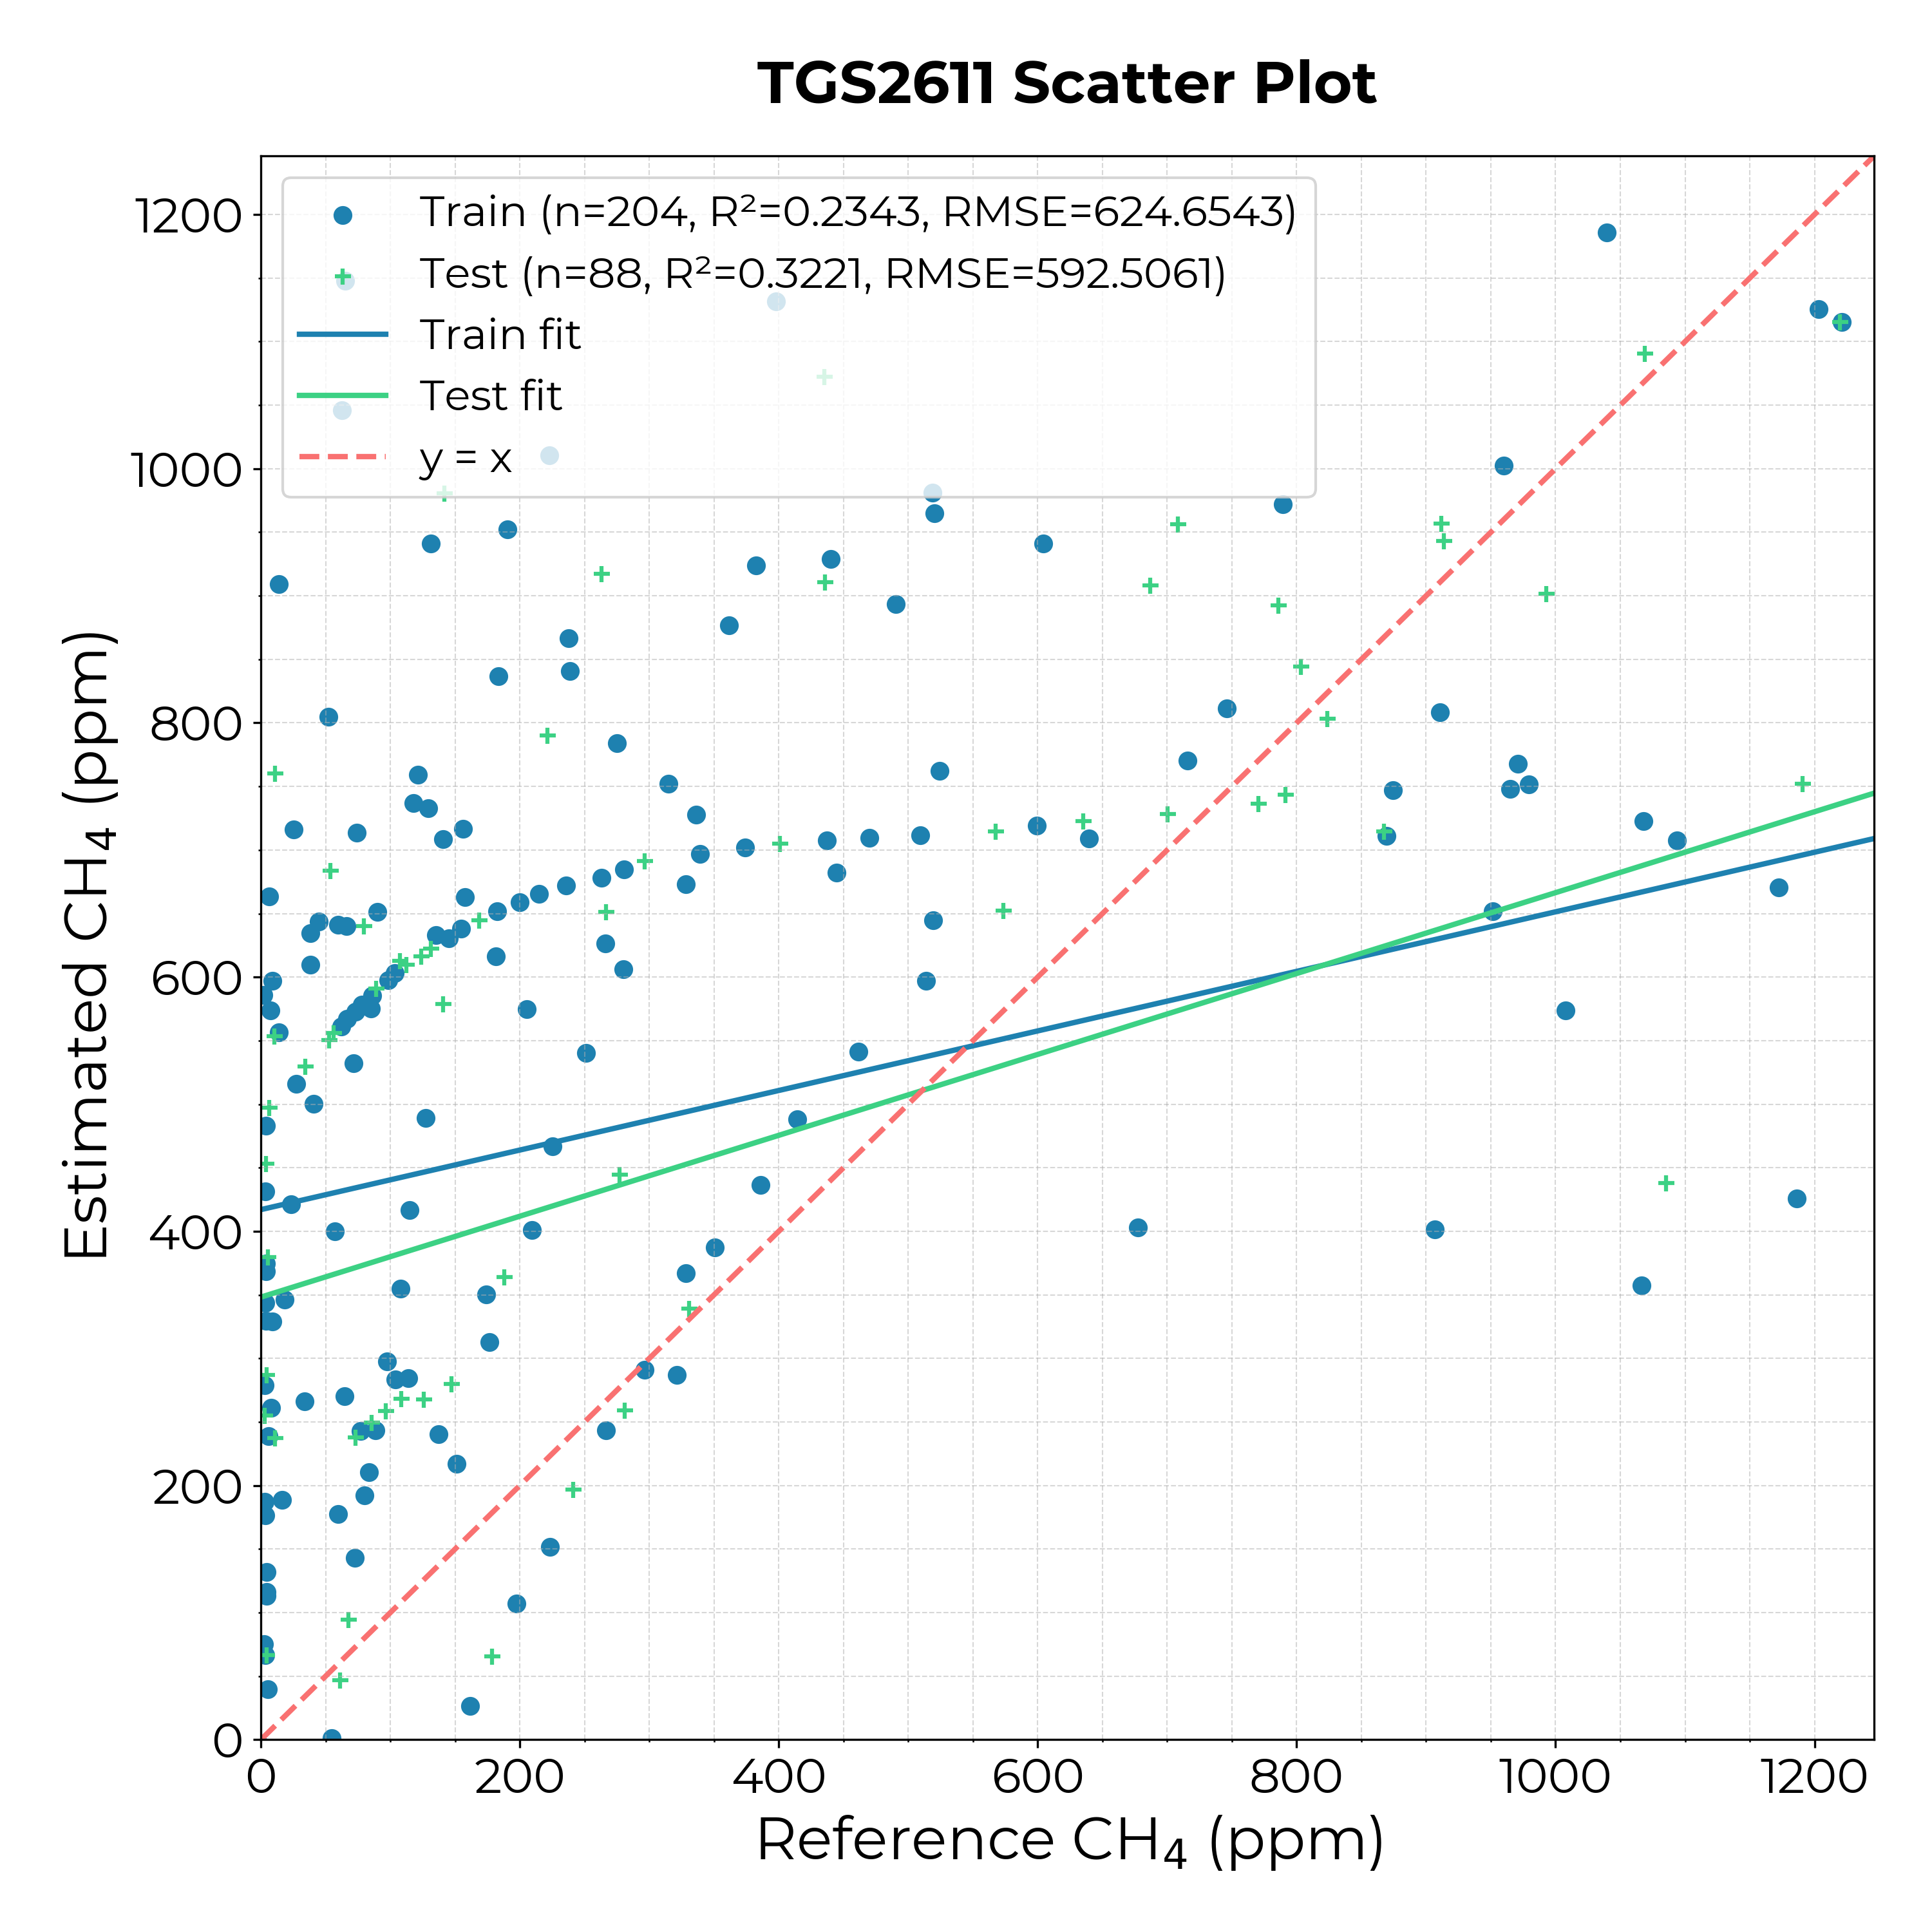 TGS2611 Scatter Plot
Train (n=204, R²=0.2343, RMSE=624.6543)
Test (n=88, R²=0.3221, RMSE=592.5061)
Train fit
Test fit
y = x
Estimated CH₄ (ppm)
1200
1000
800
600
400
200
0
0 200 400 600 800 1000 1200
Reference CH₄ (ppm)